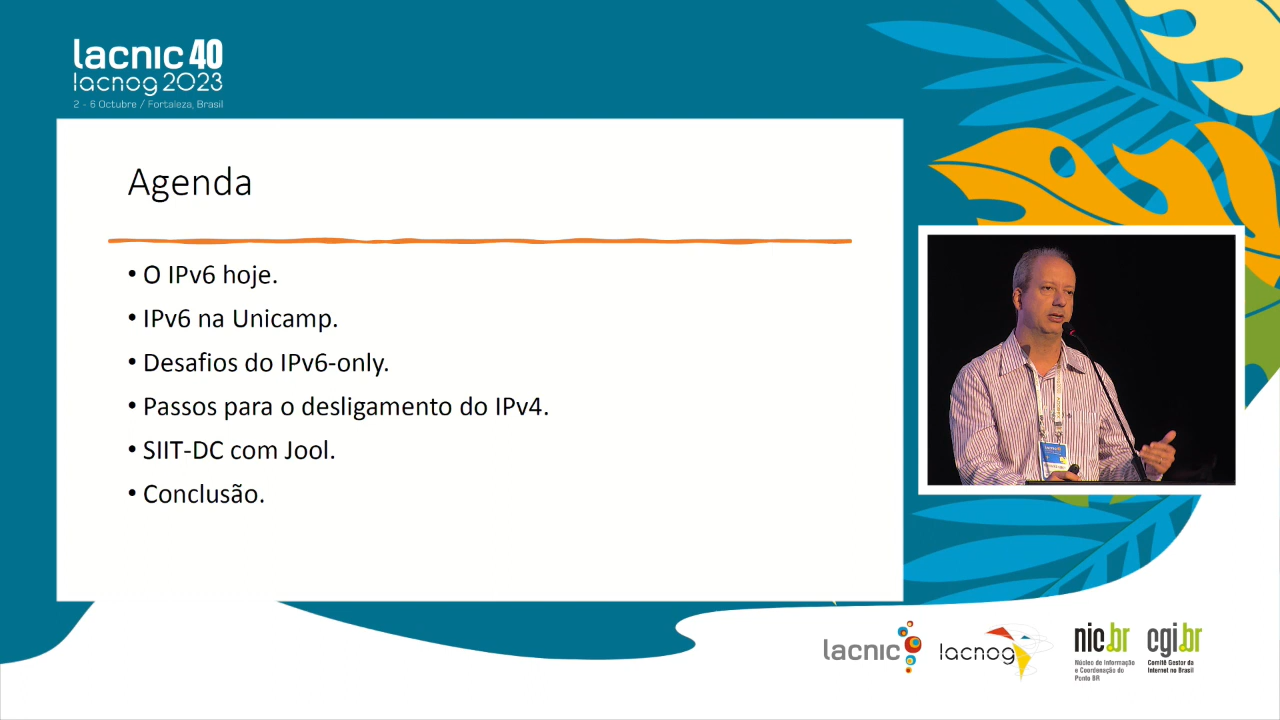 lacnic 40
lacnog 2023
2 - 6 Octubre / Fortaleza, Brasil
Agenda
• O IPv6 hoje.
• IPv6 na Unicamp.
• Desafios do IPv6-only.
• Passos para o desligamento do IPv4.
• SIIT-DC com Jool.
• Conclusão.
lacnic
lacnog
nic.br
Núcleo de Informação
e Coordenação do
Ponto BR
cgi.br
Comitê Gestor da
Internet no Brasil